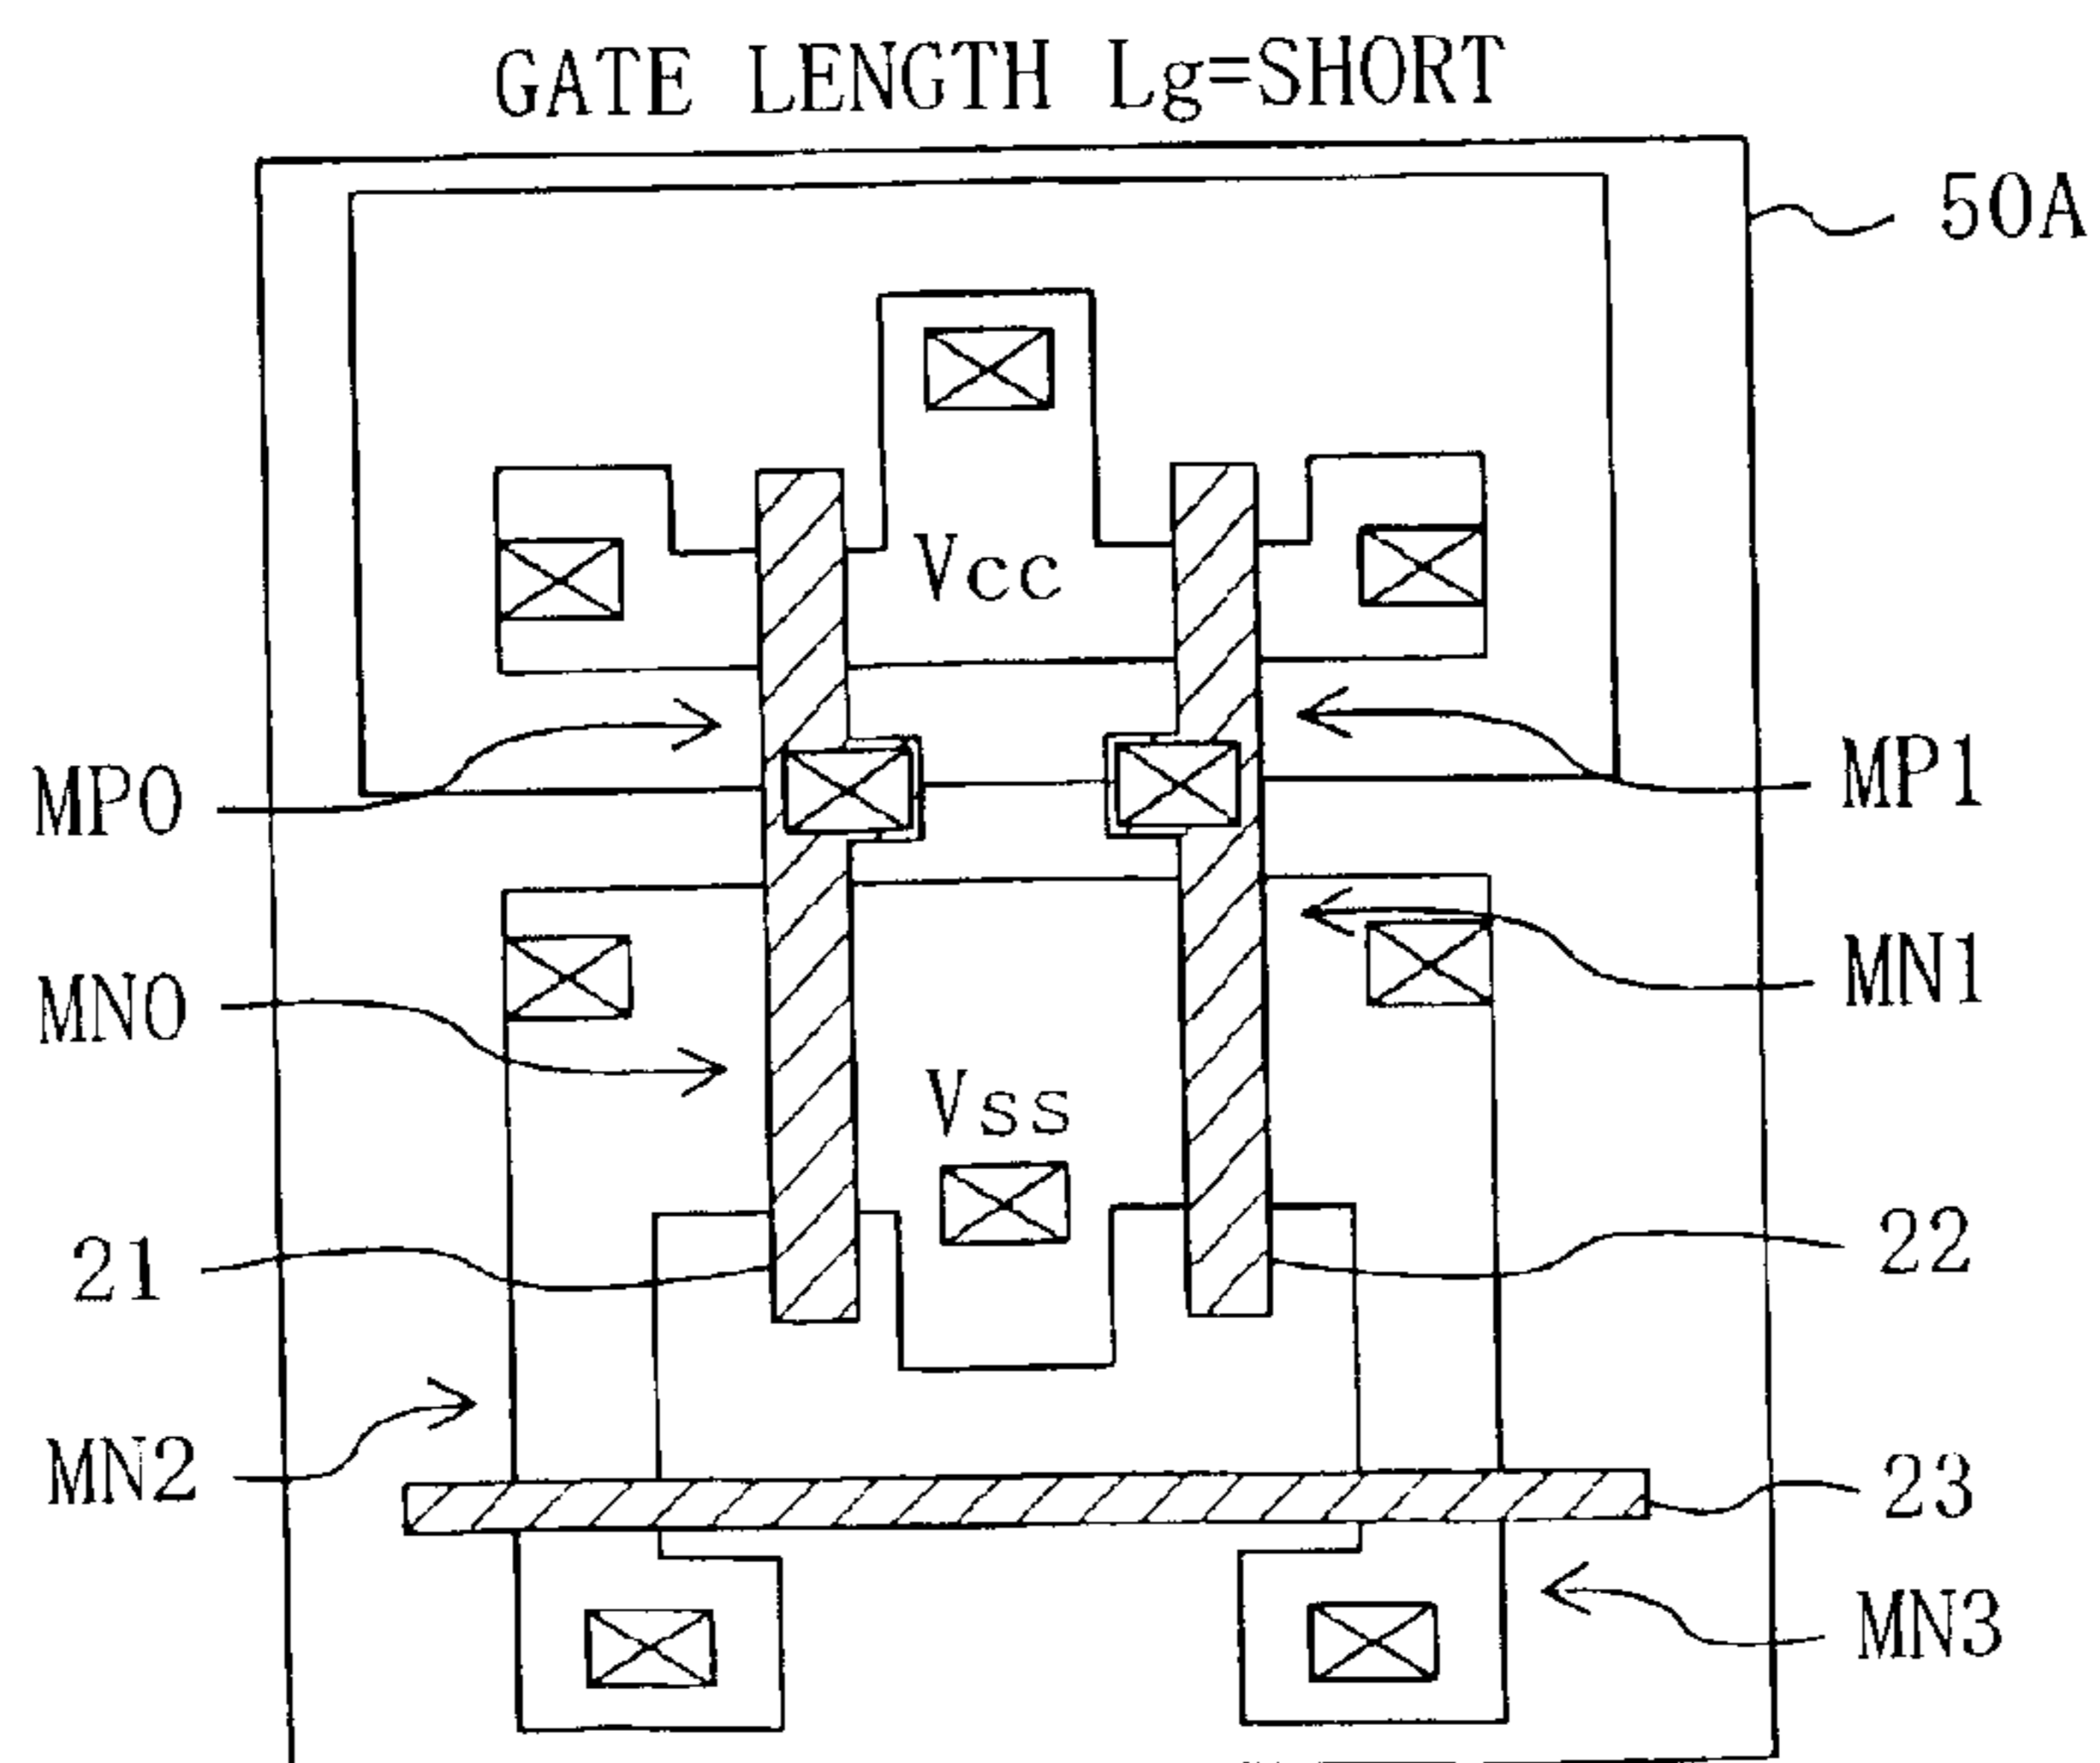 GATE LENGTH Lg=SHORT
50A
Vcc
MP0
MP1
MN0
MN1
Vss
21
22
MN2
23
MN3